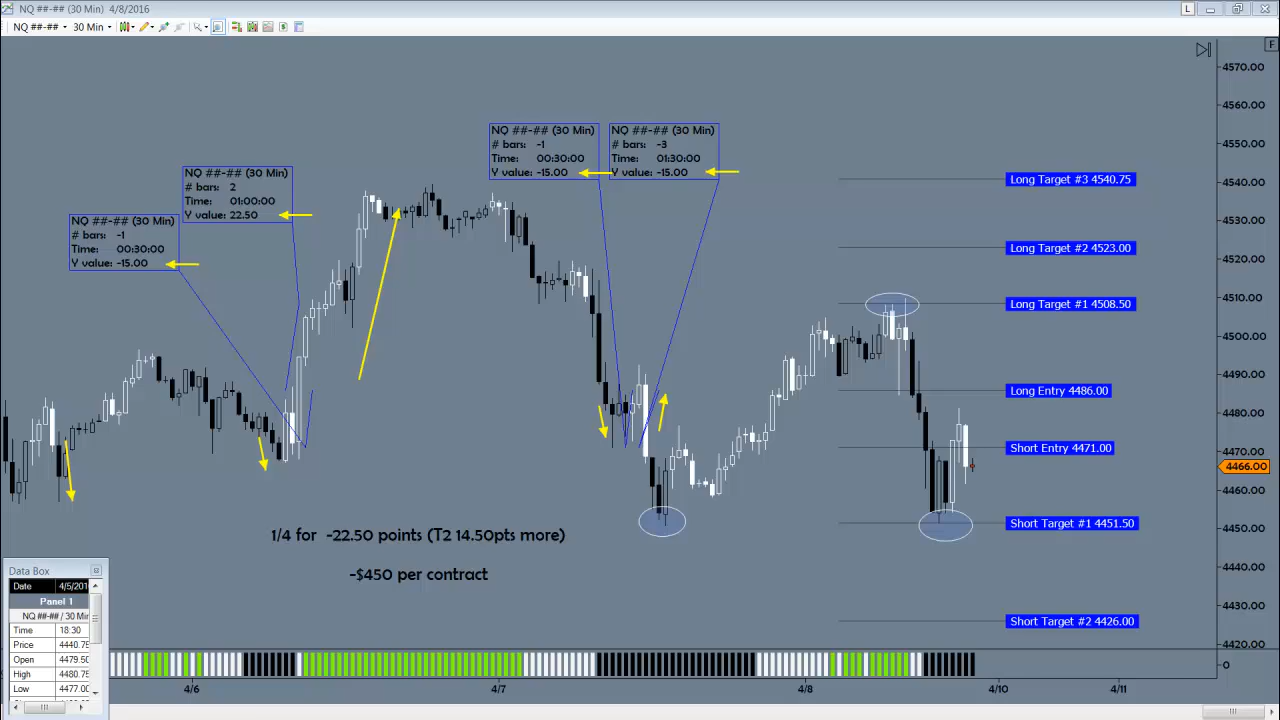 NQ ##-## (30 Min) 4/8/2016
L
NQ ##-## 30 Min
F
4570.00
4560.00
4550.00
4540.00
4530.00
4520.00
4510.00
4500.00
4490.00
4480.00
4470.00
4466.00
4460.00
4450.00
4440.00
4430.00
4420.00
0
NQ ##-## (30 Min)
# bars: -1
Time: 00:30:00
Y value: -15.00
NQ ##-## (30 Min)
# bars: 2
Time: 01:00:00
Y value: 22.50
NQ ##-## (30 Min)
# bars: -1
Time: 00:30:00
Y value: -15.00
NQ ##-## (30 Min)
# bars: -3
Time: 01:30:00
Y value: -15.00
Long Target #3 4540.75
Long Target #2 4523.00
Long Target #1 4508.50
Long Entry 4486.00
Short Entry 4471.00
Short Target #1 4451.50
Short Target #2 4426.00
1/4 for -22.50 points (T2 14.50pts more)
-$450 per contract
Data Box
Date 4/5/201
Panel 1
NQ ##-## / 30 Min
Time 18:30
Price 4440.75
Open 4479.50
High 4480.75
Low 4477.00
4/6
4/7
4/8
4/10
4/11